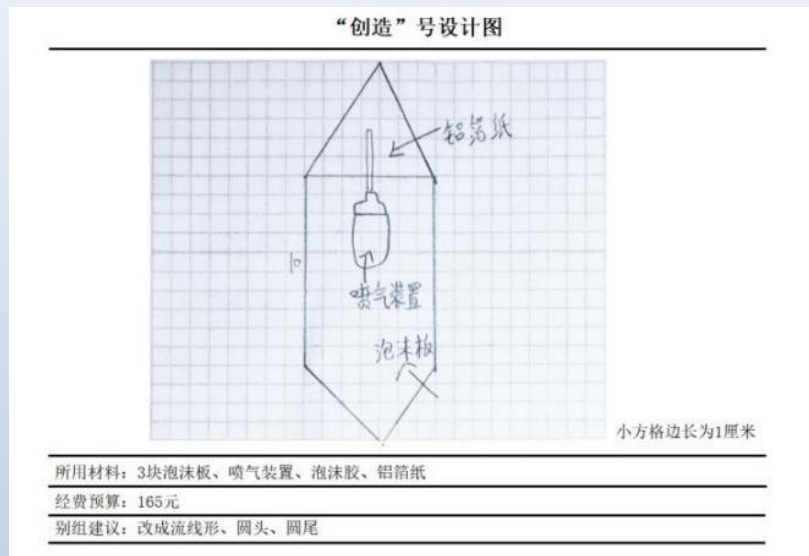 “创造”号设计图
铝箔纸
10
喷气装置
泡沫板
小方格边长为1厘米
所用材料：3块泡沫板、喷气装置、泡沫胶、铝箔纸
经费预算：165元
别组建议：改成流线形、圆头、圆尾